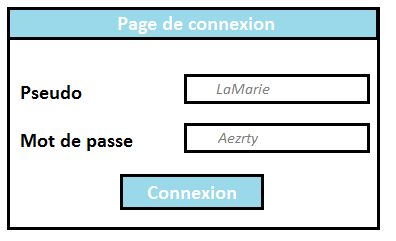 Page de connexion
Pseudo LaMarie
Mot de passe Aezrty
Connexion